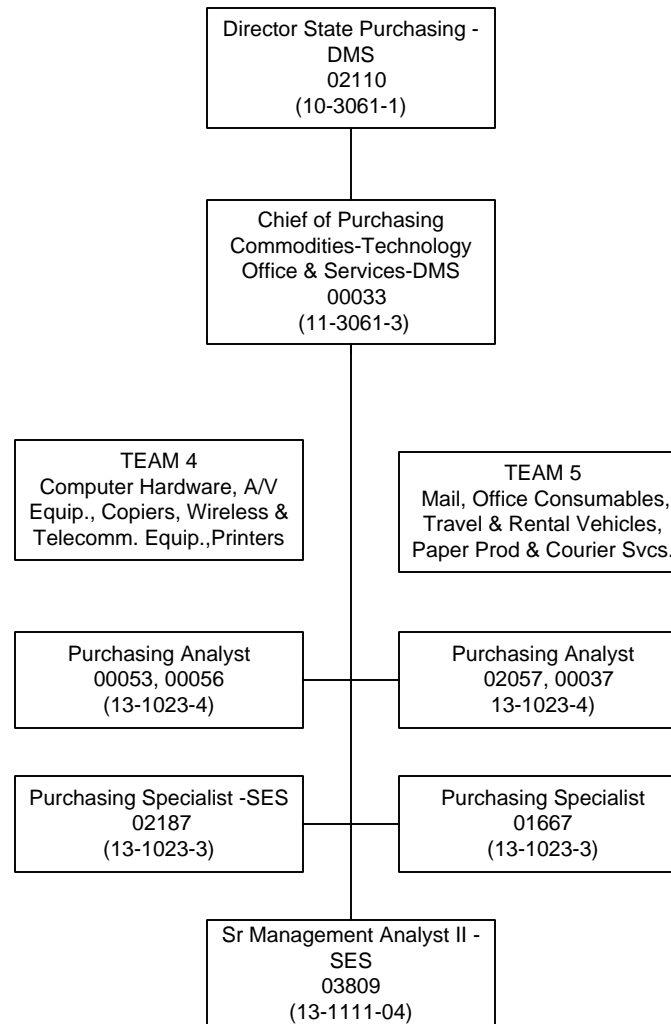 Director State Purchasing -
DMS
02110
(10-3061-1)
Chief of Purchasing
Commodities-Technology
Office & Services-DMS
00033
(11-3061-3)
TEAM 4
Computer Hardware, A/V
Equip., Copiers, Wireless &
Telecomm. Equip.,Printers
TEAM 5
Mail, Office Consumables,
Travel & Rental Vehicles,
Paper Prod & Courier Svcs.
Purchasing Analyst
00053, 00056
(13-1023-4)
Purchasing Analyst
02057, 00037
13-1023-4)
Purchasing Specialist -SES
02187
(13-1023-3)
Purchasing Specialist
01667
(13-1023-3)
Sr Management Analyst II -
SES
03809
(13-1111-04)